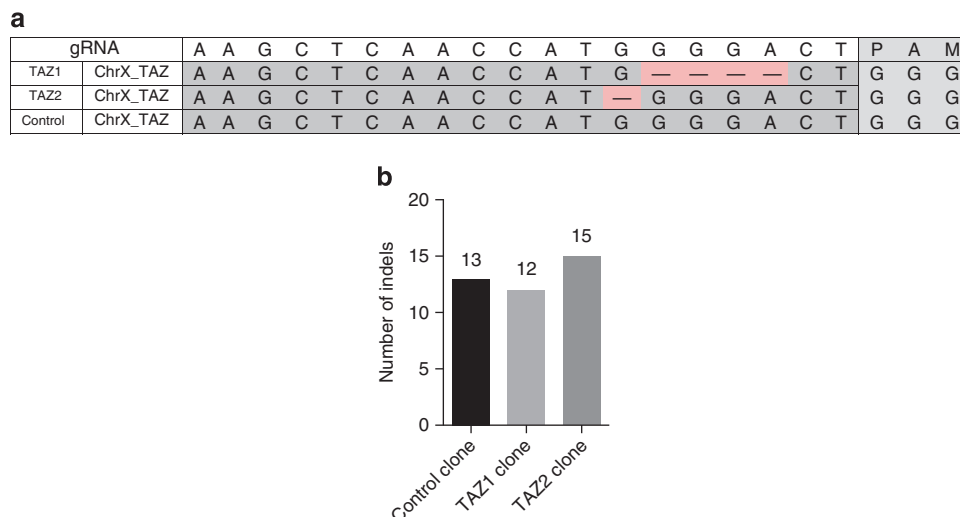 a
gRNA A A G C T C A A C C A T G G G G A C T P A M
TAZ1 ChrX_TAZ A A G C T C A A C C A T G — — — — C T G G G
TAZ2 ChrX_TAZ A A G C T C A A C C A T — G G G A C T G G G
Control ChrX_TAZ A A G C T C A A C C A T G G G G A C T G G G
b
20
15
10
5
0
Number of indels
13
12
15
Control clone
TAZ1 clone
TAZ2 clone